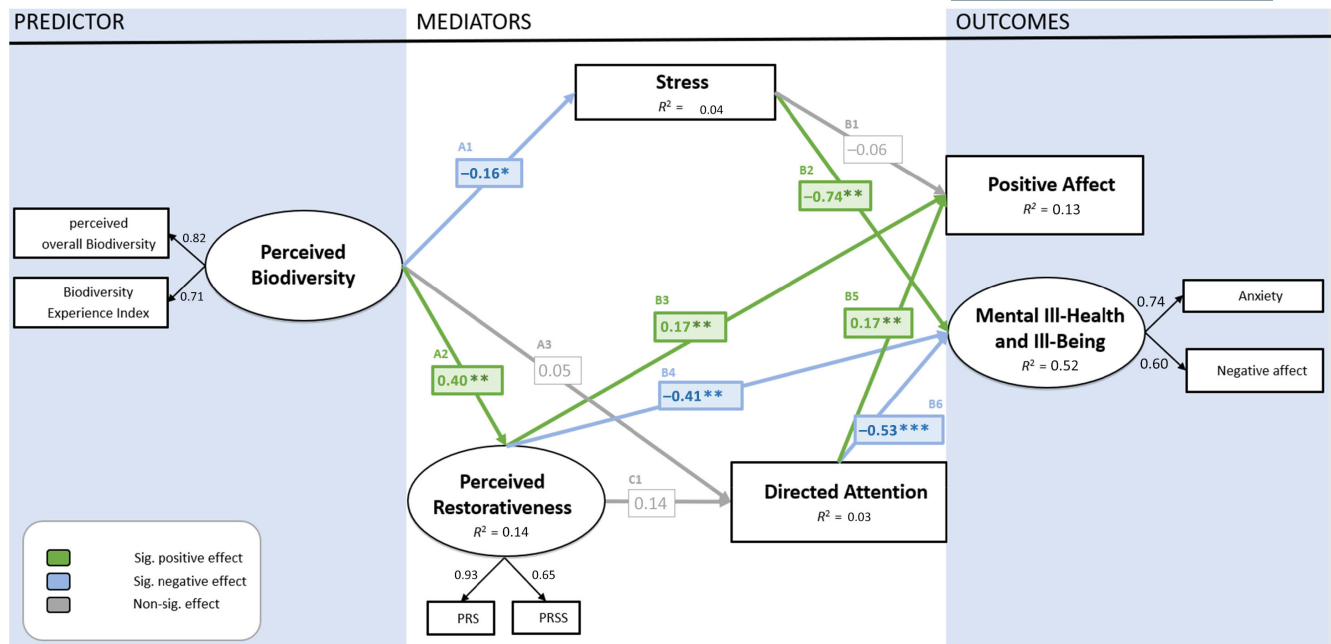 PREDICTOR
MEDIATORS
OUTCOMES
Stress
R² = 0.04
B1
−0.06
A1
−0.16*
B2
−0.74**
Positive Affect
R² = 0.13
perceived
overall Biodiversity
0.82
Perceived
Biodiversity
Biodiversity
Experience Index
0.71
B3
0.17**
B5
0.17**
A3
0.05
A2
0.40**
B4
−0.41**
B6
−0.53***
Mental Ill-Health
and Ill-Being
R² = 0.52
0.74
Anxiety
0.60
Negative affect
Perceived
Restorativeness
R² = 0.14
C1
0.14
Directed Attention
R² = 0.03
0.93
0.65
PRS
PRSS
Sig. positive effect
Sig. negative effect
Non-sig. effect